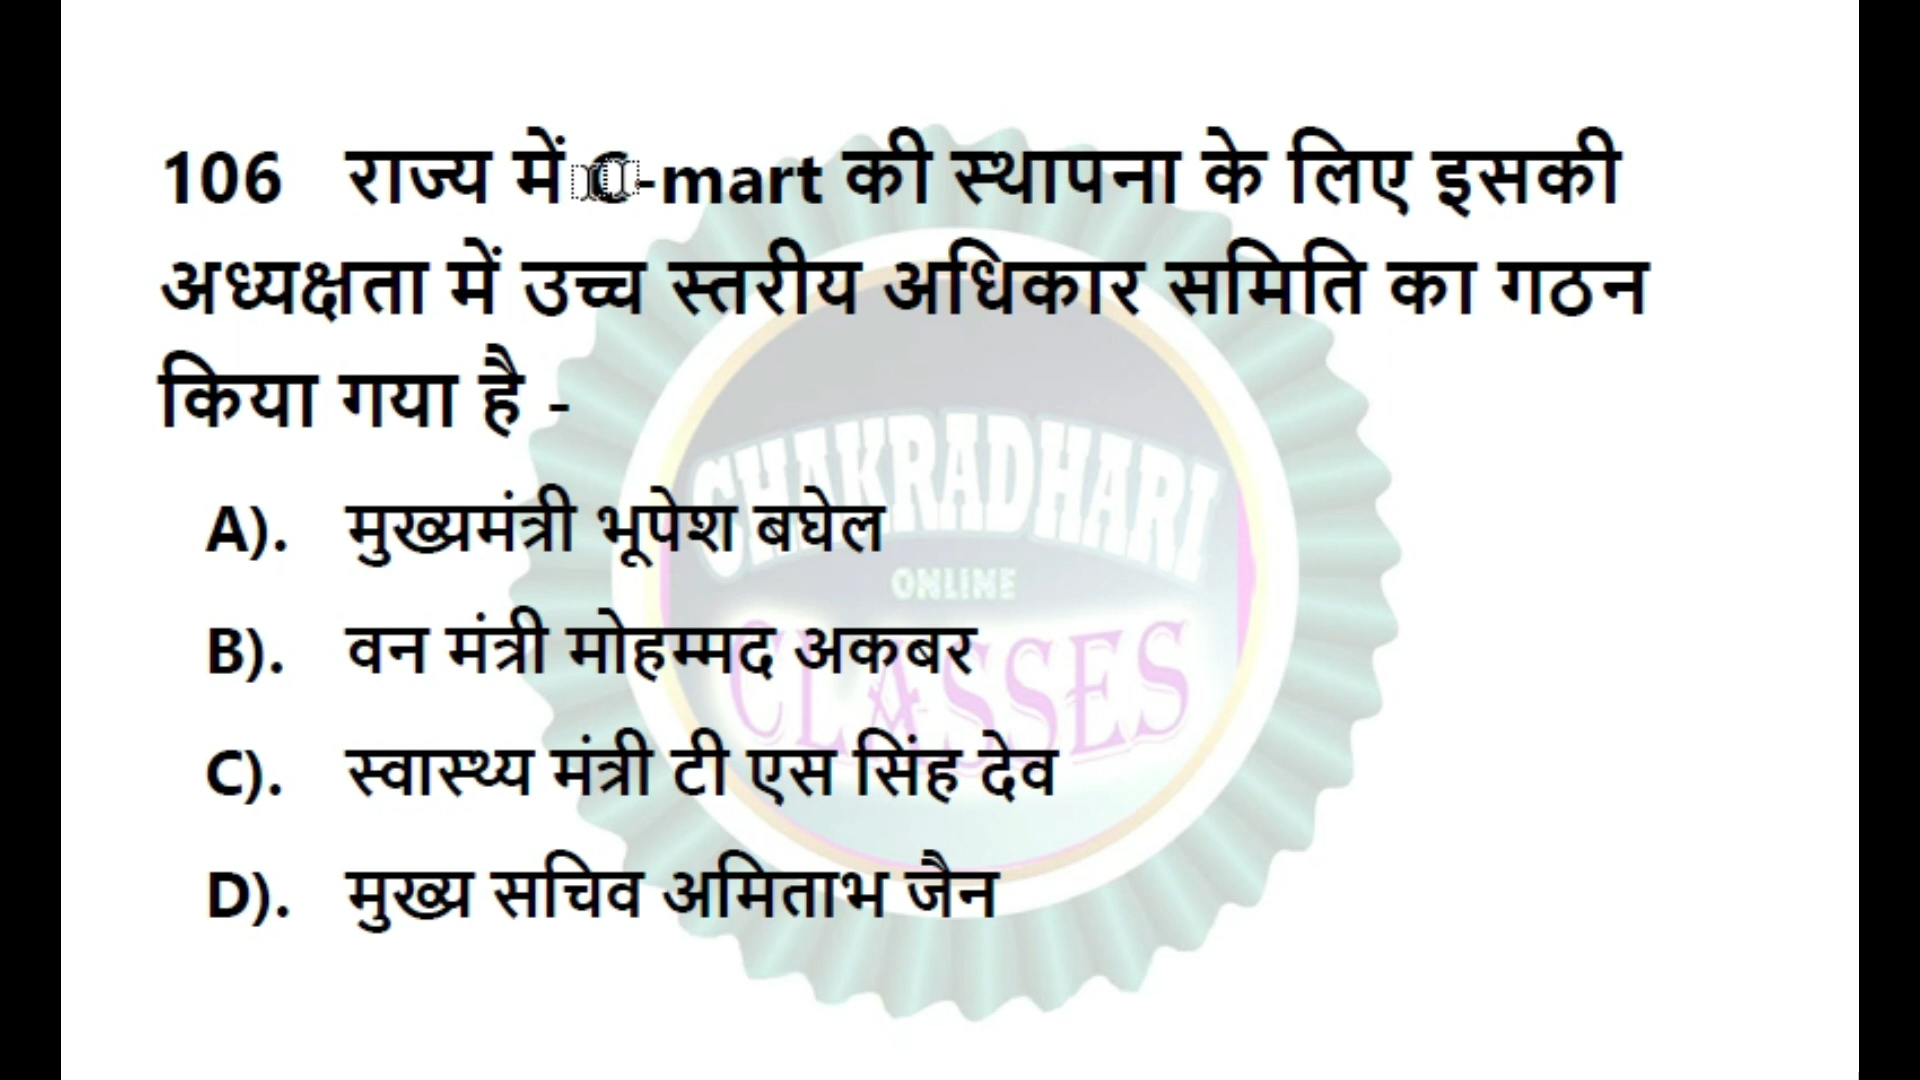 106 राज्य में C-mart की स्थापना के लिए इसकी
अध्यक्षता में उच्च स्तरीय अधिकार समिति का गठन
किया गया है -
A). मुख्यमंत्री भूपेश बघेल
B). वन मंत्री मोहम्मद अकबर
C). स्वास्थ्य मंत्री टी एस सिंह देव
D). मुख्य सचिव अमिताभ जैन
CHAKRADHARI
ONLINE
CLASSES